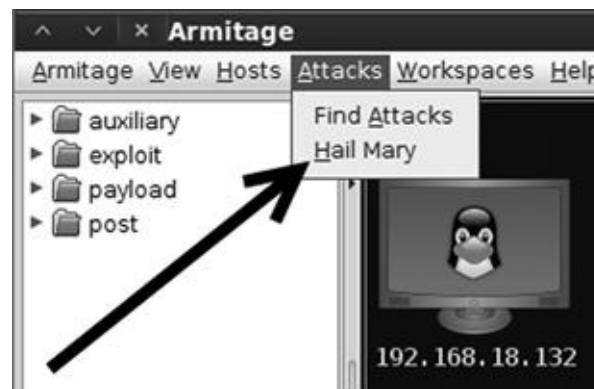 Armitage
Armitage View Hosts Attacks Workspaces Help
Find Attacks
Hail Mary
auxiliary
exploit
payload
post
192.168.18.132